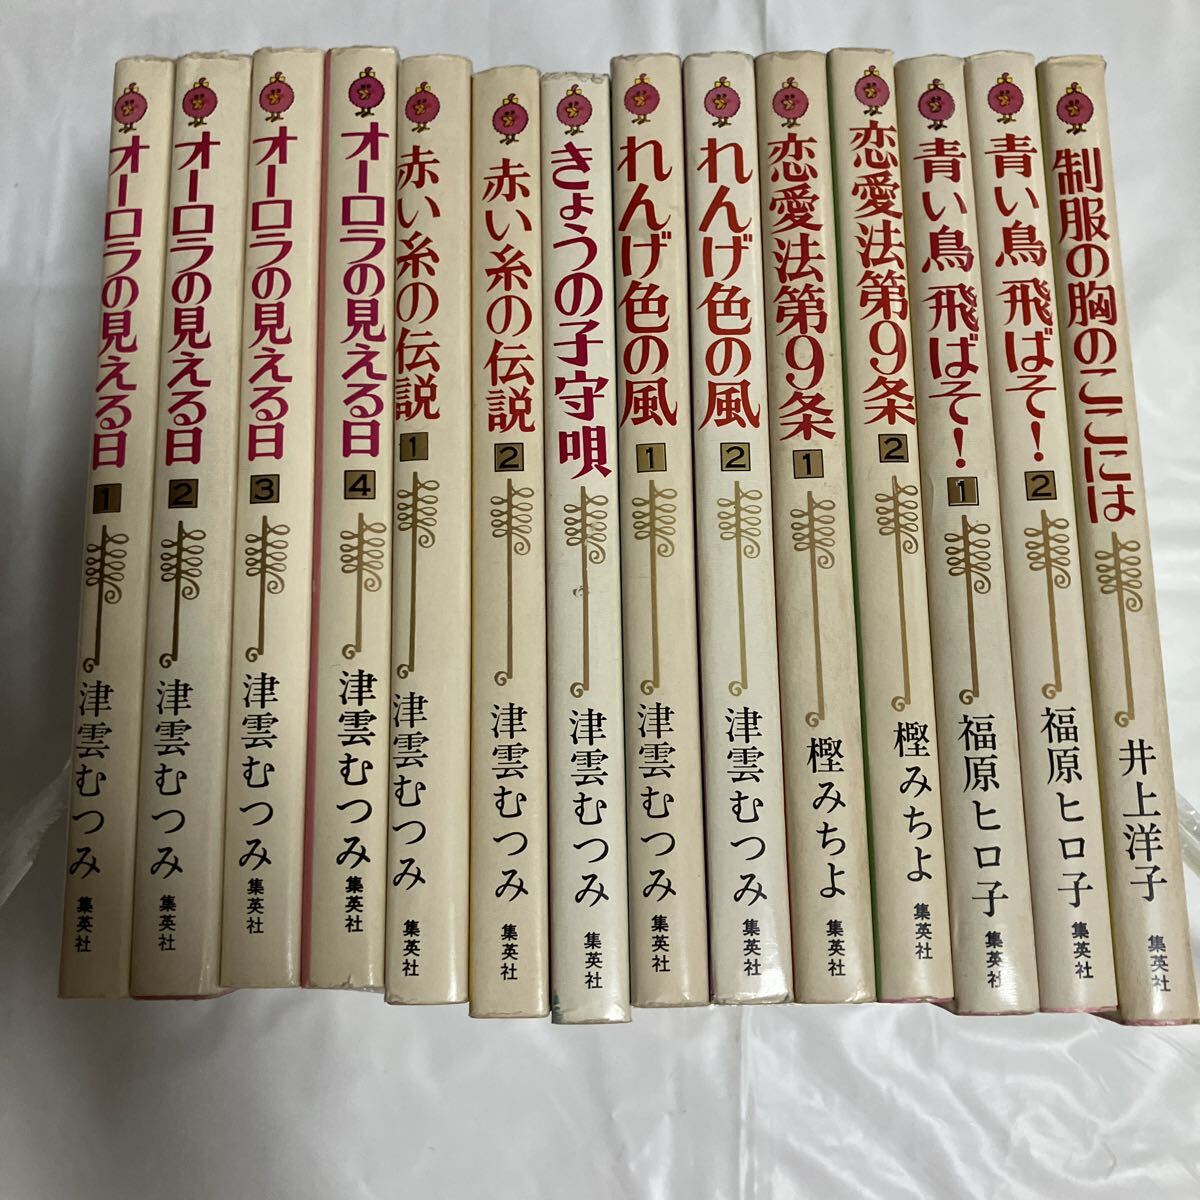 オーロラの見える日
1
津雲むつみ
集英社
オーロラの見える日
2
津雲むつみ
集英社
オーロラの見える日
3
津雲むつみ
集英社
オーロラの見える日
4
津雲むつみ
集英社
赤い糸の伝説
1
津雲むつみ
集英社
赤い糸の伝説
2
津雲むつみ
集英社
きょうの子守唄
津雲むつみ
集英社
れんげ色の風
1
津雲むつみ
集英社
れんげ色の風
2
津雲むつみ
集英社
恋愛法第9条
1
樫みちよ
集英社
恋愛法第9条
2
樫みちよ
集英社
青い鳥 飛ばそ!
1
福原ヒロ子
集英社
青い鳥 飛ばそ!
2
福原ヒロ子
集英社
制服の胸のここには
井上洋子
集英社